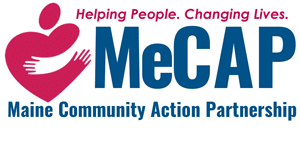 Helping People. Changing Lives.
MeCAP
Maine Community Action Partnership